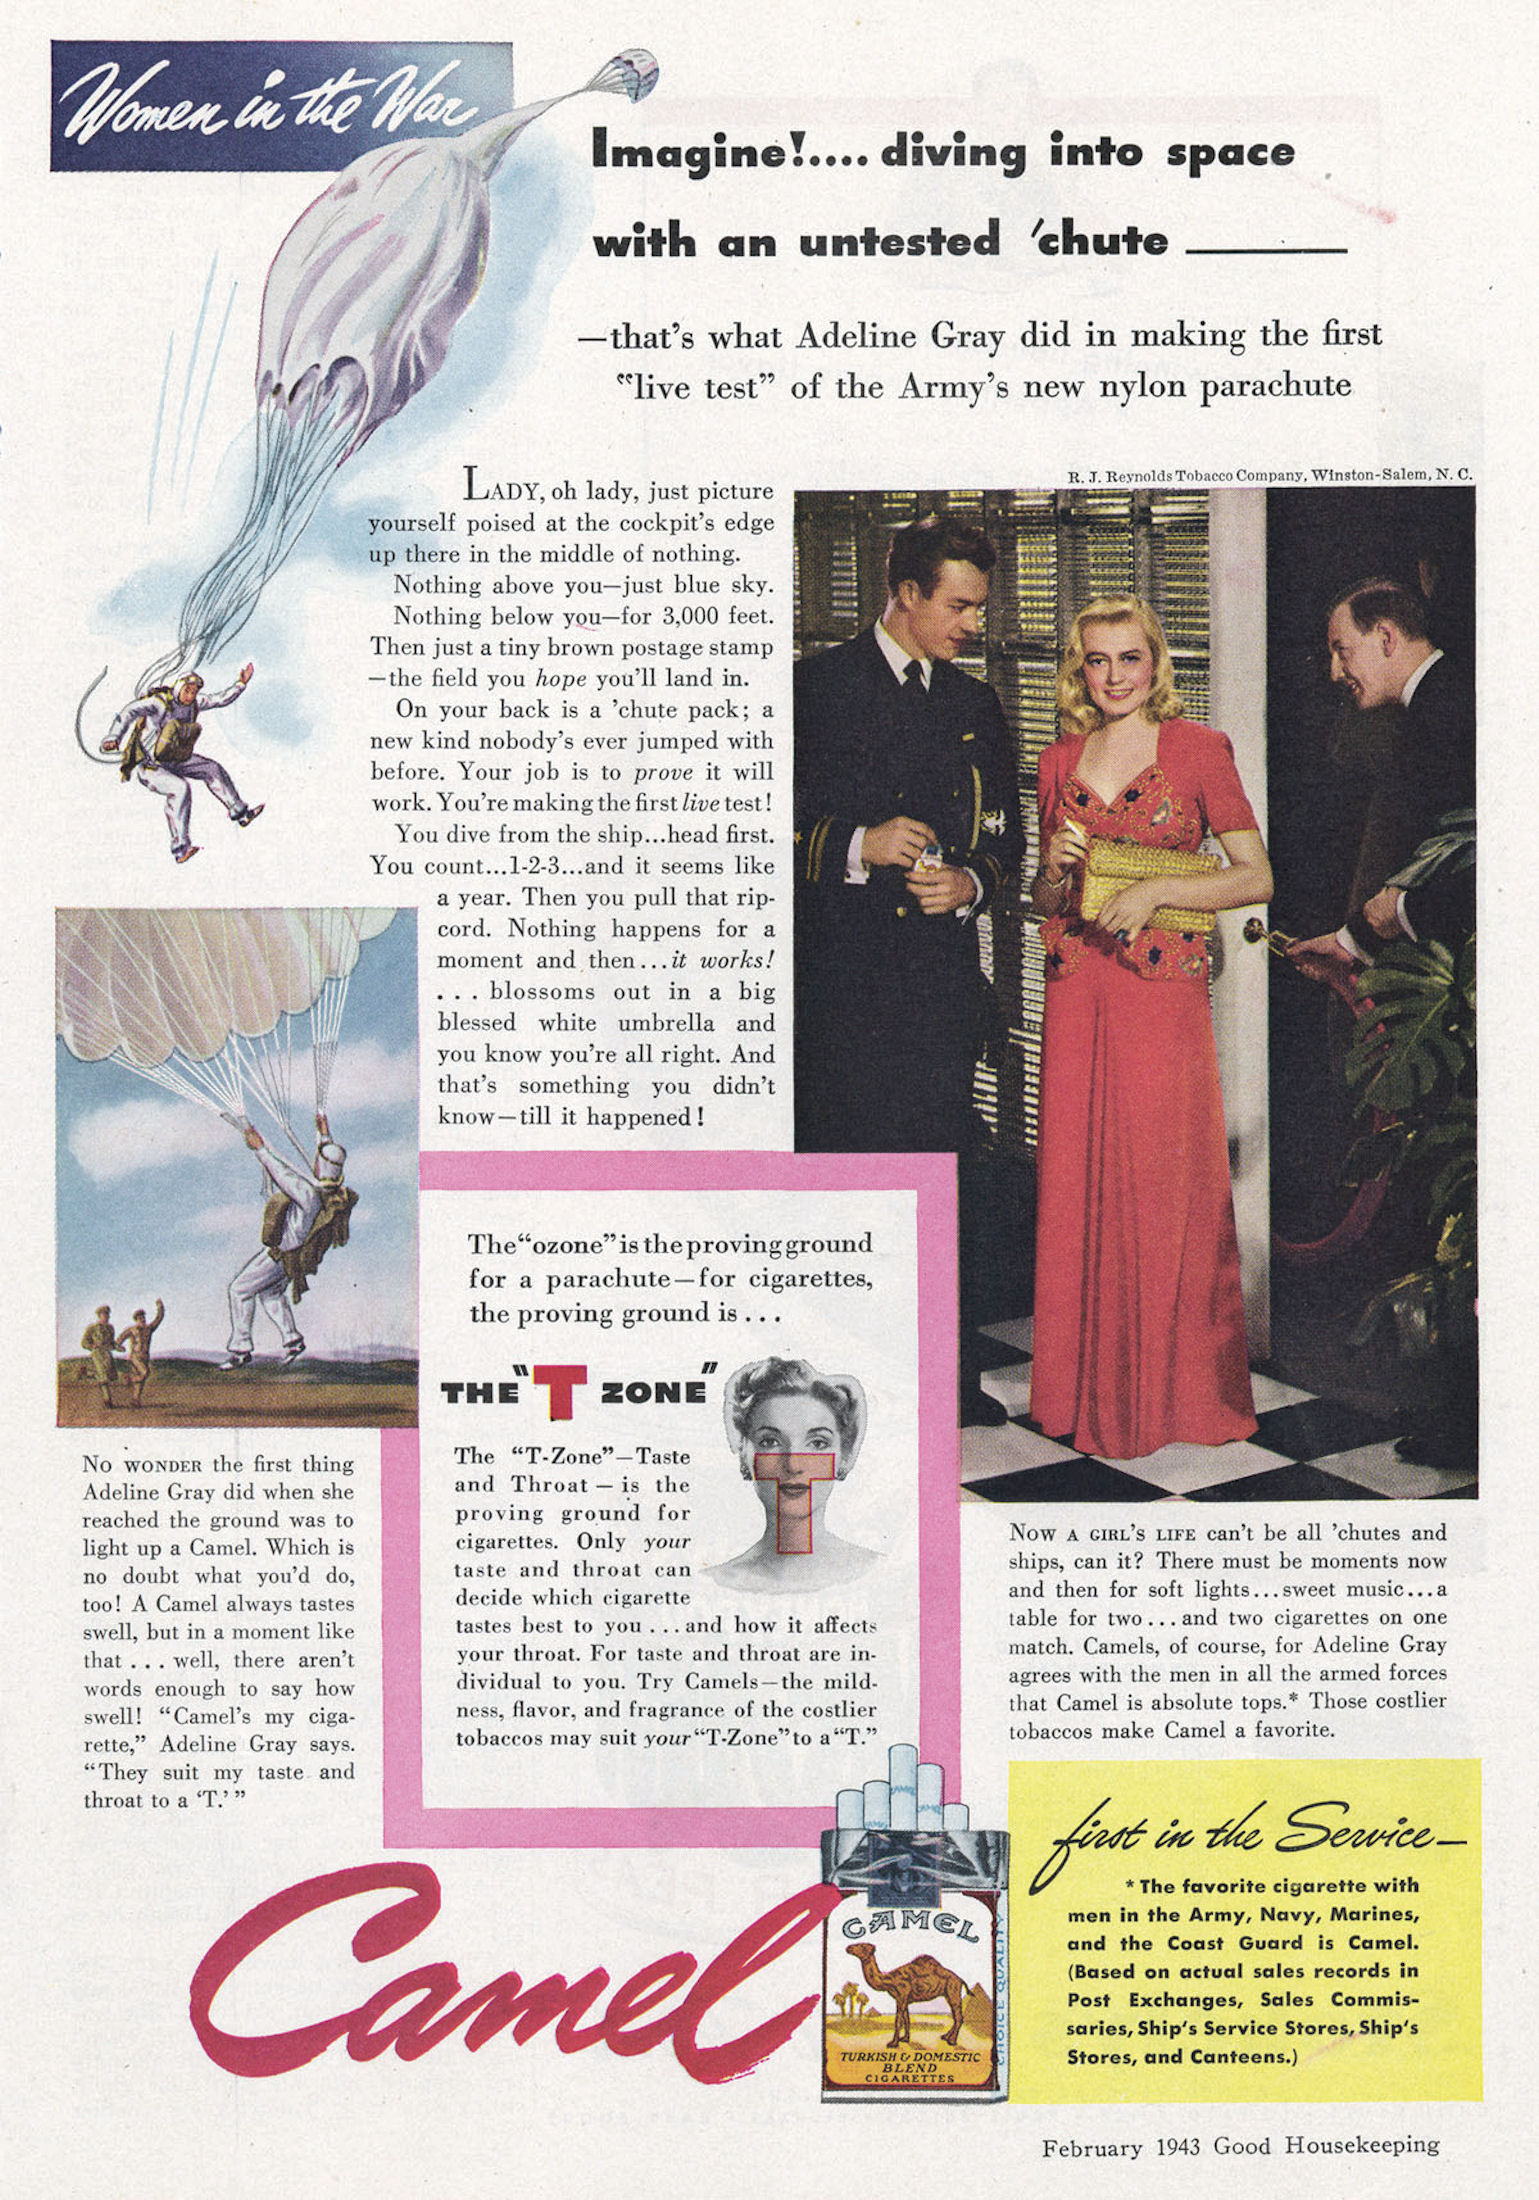 Women in the War
Imagine!.... diving into space
with an untested 'chute
—that's what Adeline Gray did in making the first
"live test" of the Army's new nylon parachute
R. J. Reynolds Tobacco Company, Winston-Salem, N. C.
LADY, oh lady, just picture
yourself poised at the cockpit's edge
up there in the middle of nothing.
Nothing above you—just blue sky.
Nothing below you—for 3,000 feet.
Then just a tiny brown postage stamp
—the field you hope you'll land in.
On your back is a 'chute pack; a
new kind nobody's ever jumped with
before. Your job is to prove it will
work. You're making the first live test!
You dive from the ship...head first.
You count...1-2-3...and it seems like
a year. Then you pull that rip-
cord. Nothing happens for a
moment and then...it works!
... blossoms out in a big
blessed white umbrella and
you know you're all right. And
that's something you didn't
know—till it happened!
The "ozone" is the proving ground
for a parachute—for cigarettes,
the proving ground is...
THE "T ZONE"
The "T-Zone"—Taste
and Throat—is the
proving ground for
cigarettes. Only your
taste and throat can
decide which cigarette
tastes best to you...and how it affects
your throat. For taste and throat are in-
dividual to you. Try Camels—the mild-
ness, flavor, and fragrance of the costlier
tobaccos may suit your "T-Zone" to a "T."
T
NO WONDER the first thing
Adeline Gray did when she
reached the ground was to
light up a Camel. Which is
no doubt what you'd do,
too! A Camel always tastes
swell, but in a moment like
that...well, there aren't
words enough to say how
swell! "Camel's my ciga-
rette," Adeline Gray says.
"They suit my taste and
throat to a 'T.'"
NOW A GIRL'S LIFE can't be all 'chutes and
ships, can it? There must be moments now
and then for soft lights...sweet music...a
table for two...and two cigarettes on one
match. Camels, of course, for Adeline Gray
agrees with the men in all the armed forces
that Camel is absolute tops.* Those costlier
tobaccos make Camel a favorite.
Camel
CAMEL
CAMEL
CAMEL
TURKISH & DOMESTIC
BLEND
CIGARETTES
CHOICE QUALITY
first in the Service—
* The favorite cigarette with
men in the Army, Navy, Marines,
and the Coast Guard is Camel.
(Based on actual sales records in
Post Exchanges, Sales Commis-
saries, Ship's Service Stores, Ship's
Stores, and Canteens.)
February 1943 Good Housekeeping